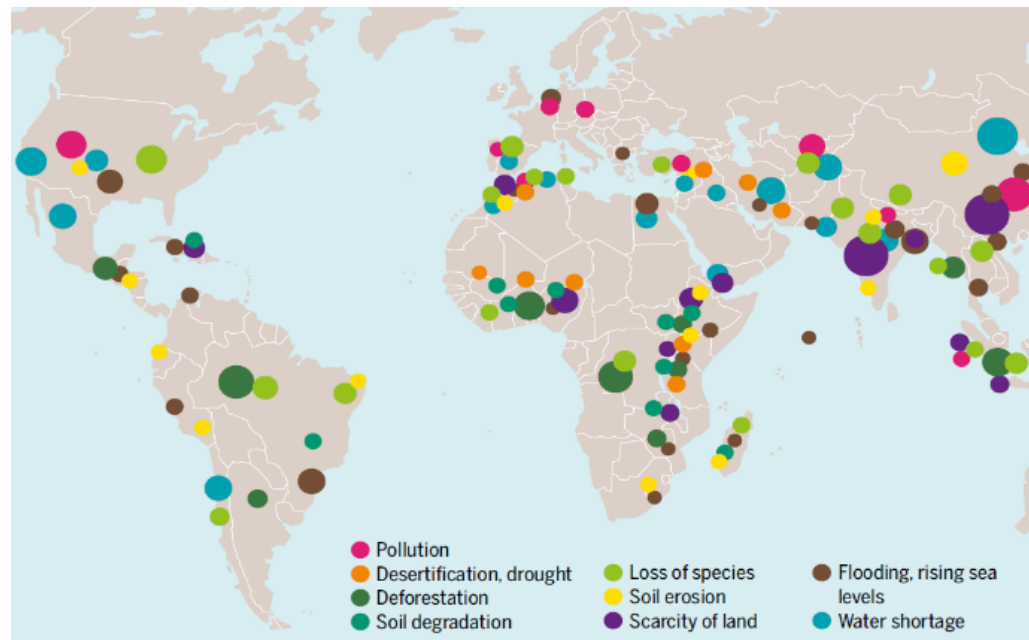 Pollution
Desertification, drought
Deforestation
Soil degradation
Loss of species
Soil erosion
Scarcity of land
Flooding, rising sea
levels
Water shortage